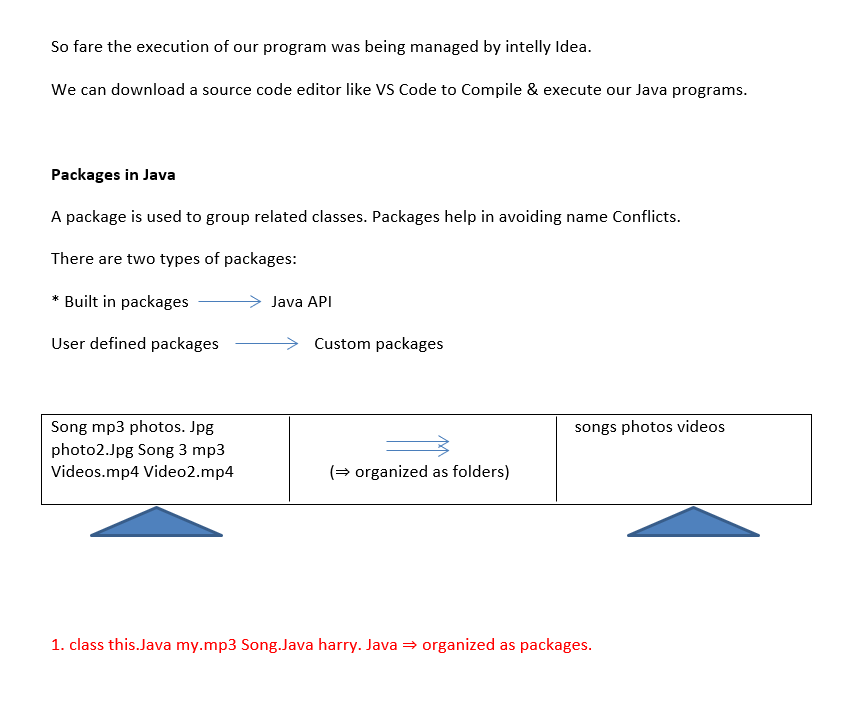 So fare the execution of our program was being managed by intelly Idea.
We can download a source code editor like VS Code to Compile & execute our Java programs.
Packages in Java
A package is used to group related classes. Packages help in avoiding name Conflicts.
There are two types of packages:
* Built in packages Java API
User defined packages Custom packages
Song mp3 photos. Jpg
photo2.Jpg Song 3 mp3
Videos.mp4 Video2.mp4
(⇒ organized as folders)
songs photos videos
1. class this.Java my.mp3 Song.Java harry. Java ⇒ organized as packages.